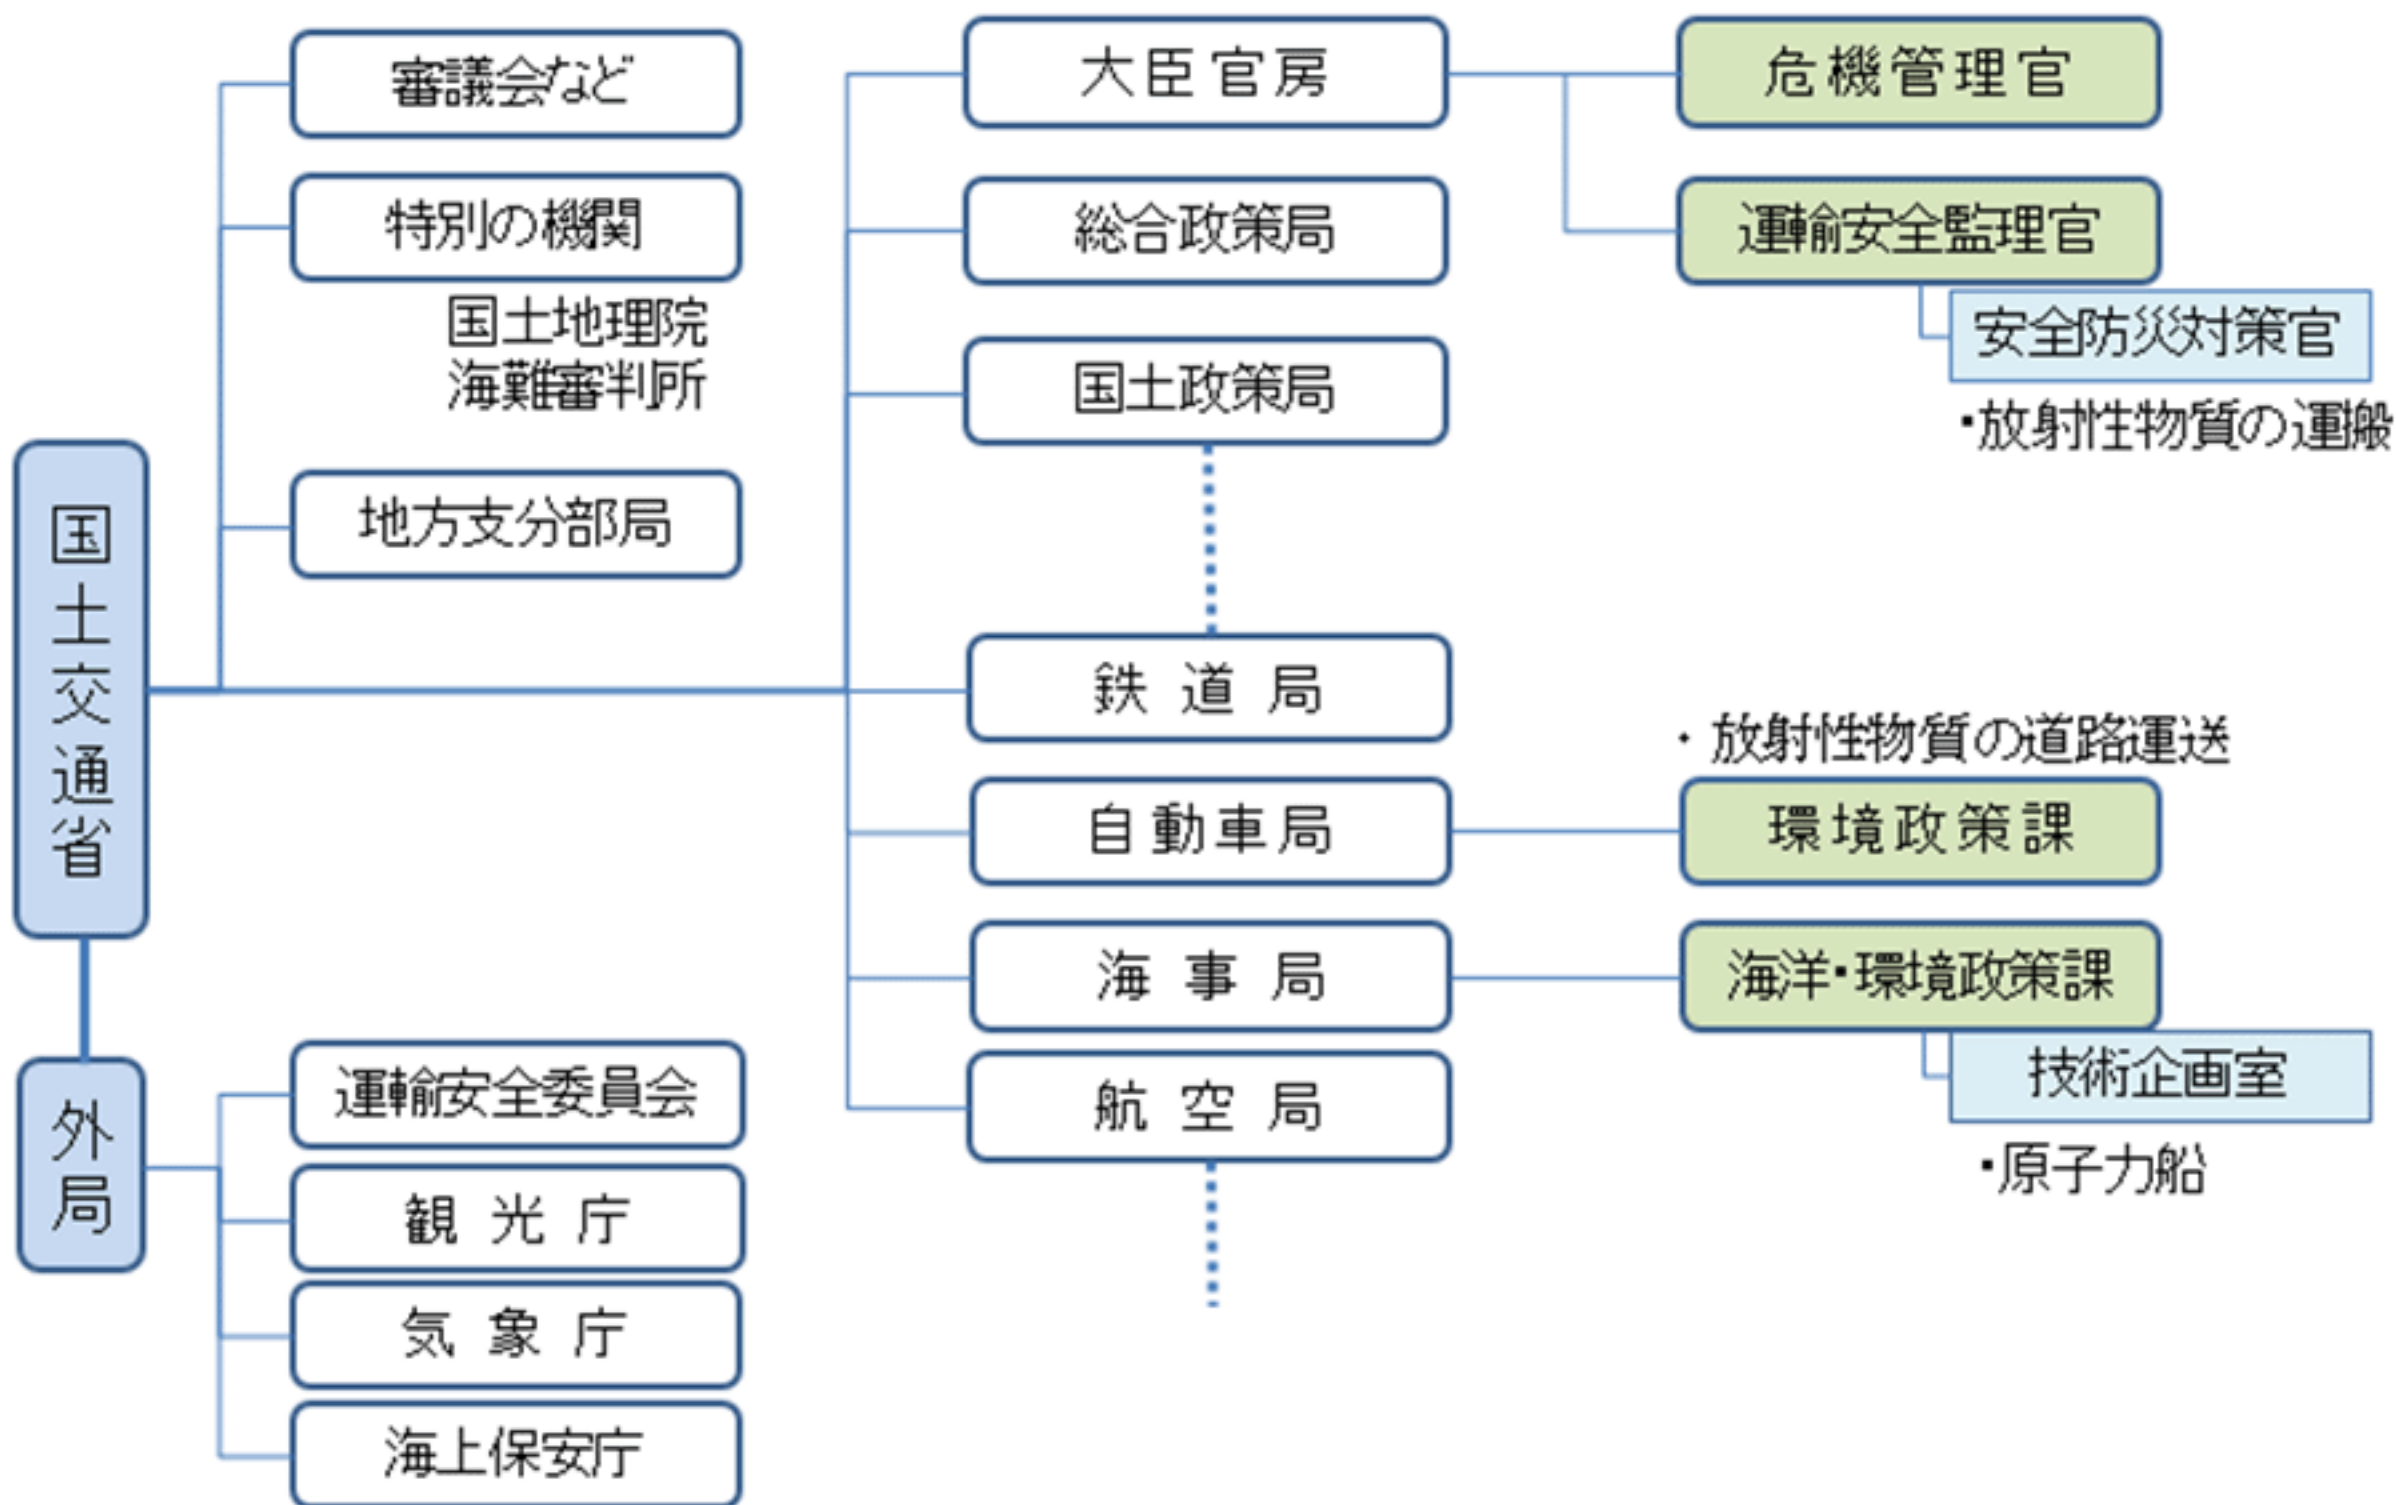 国土交通省
審議会など
特別の機関
国土地理院
海難審判所
地方支分部局
大臣官房
総合政策局
国土政策局
鉄道局
自動車局
海事局
航空局
危機管理官
運輸安全監理官
安全防災対策官
・放射性物質の運搬
・放射性物質の道路運送
環境政策課
海洋・環境政策課
技術企画室
・原子力船
外局
運輸安全委員会
観光庁
気象庁
海上保安庁